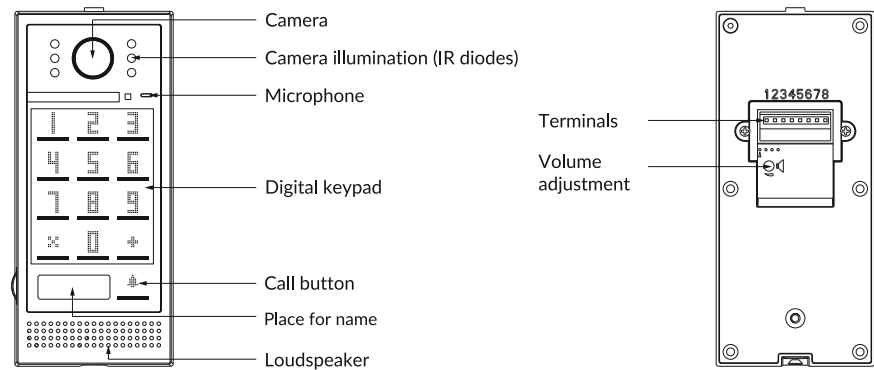 Camera
Camera illumination (IR diodes)
Microphone
1 2 3
4 5 6
7 8 9
× 0 +
Digital keypad
Call button
Place for name
Loudspeaker
12345678
Terminals
Volume
adjustment